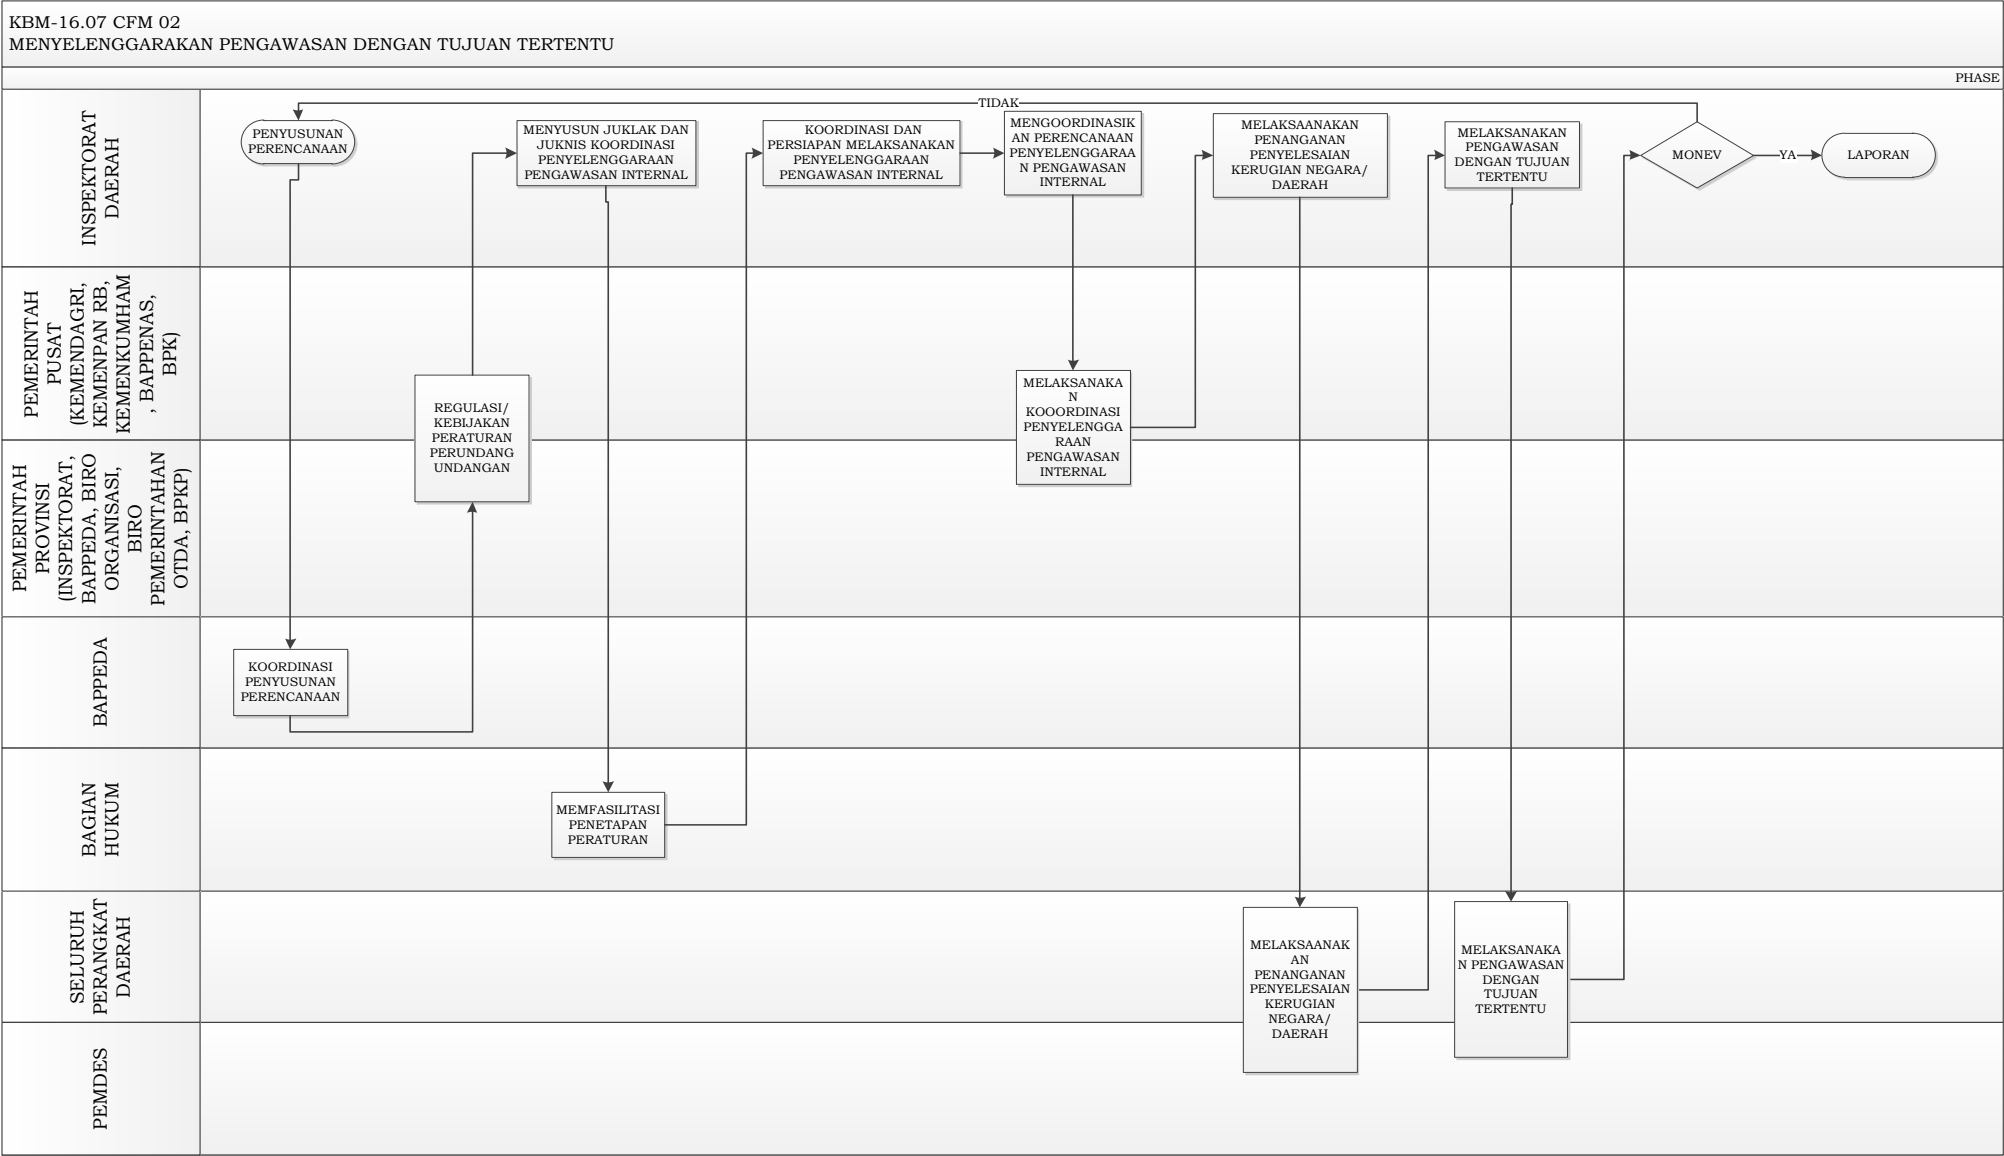 KBM-16.07 CFM 02
MENYELENGGARAKAN PENGAWASAN DENGAN TUJUAN TERTENTU
PHASE
INSPEKTORAT
DAERAH
TIDAK
PENYUSUNAN
PERENCANAAN
MENYUSUN JUKLAK DAN
JUKNIS KOORDINASI
PENYELENGGARAAN
PENGAWASAN INTERNAL
KOORDINASI DAN
PERSIAPAN MELAKSANAKAN
PENYELENGGARAAN
PENGAWASAN INTERNAL
MENGOORDINASIK
AN PERENCANAAN
PENYELENGGARAA
N PENGAWASAN
INTERNAL
MELAKSAANAKAN
PENANGANAN
PENYELESAIAN
KERUGIAN NEGARA/
DAERAH
MELAKSANAKAN
PENGAWASAN
DENGAN TUJUAN
TERTENTU
MONEV
YA
LAPORAN
PEMERINTAH
PUSAT
(KEMENDAGRI,
KEMENPAN RB,
KEMENKUMHAM
, BAPPENAS,
BPK)
REGULASI/
KEBIJAKAN
PERATURAN
PERUNDANG
UNDANGAN
MELAKSANAKA
N
KOOORDINASI
PENYELENGGA
RAAN
PENGAWASAN
INTERNAL
PEMERINTAH
PROVINSI
(INSPEKTORAT,
BAPPEDA, BIRO
ORGANISASI,
BIRO
PEMERINTAHAN
OTDA, BPKP)
BAPPEDA
KOORDINASI
PENYUSUNAN
PERENCANAAN
BAGIAN
HUKUM
MEMFASILITASI
PENETAPAN
PERATURAN
SELURUH
PERANGKAT
DAERAH
MELAKSAANAK
AN
PENANGANAN
PENYELESAIAN
KERUGIAN
NEGARA/
DAERAH
MELAKSANAKA
N PENGAWASAN
DENGAN
TUJUAN
TERTENTU
PEMDES